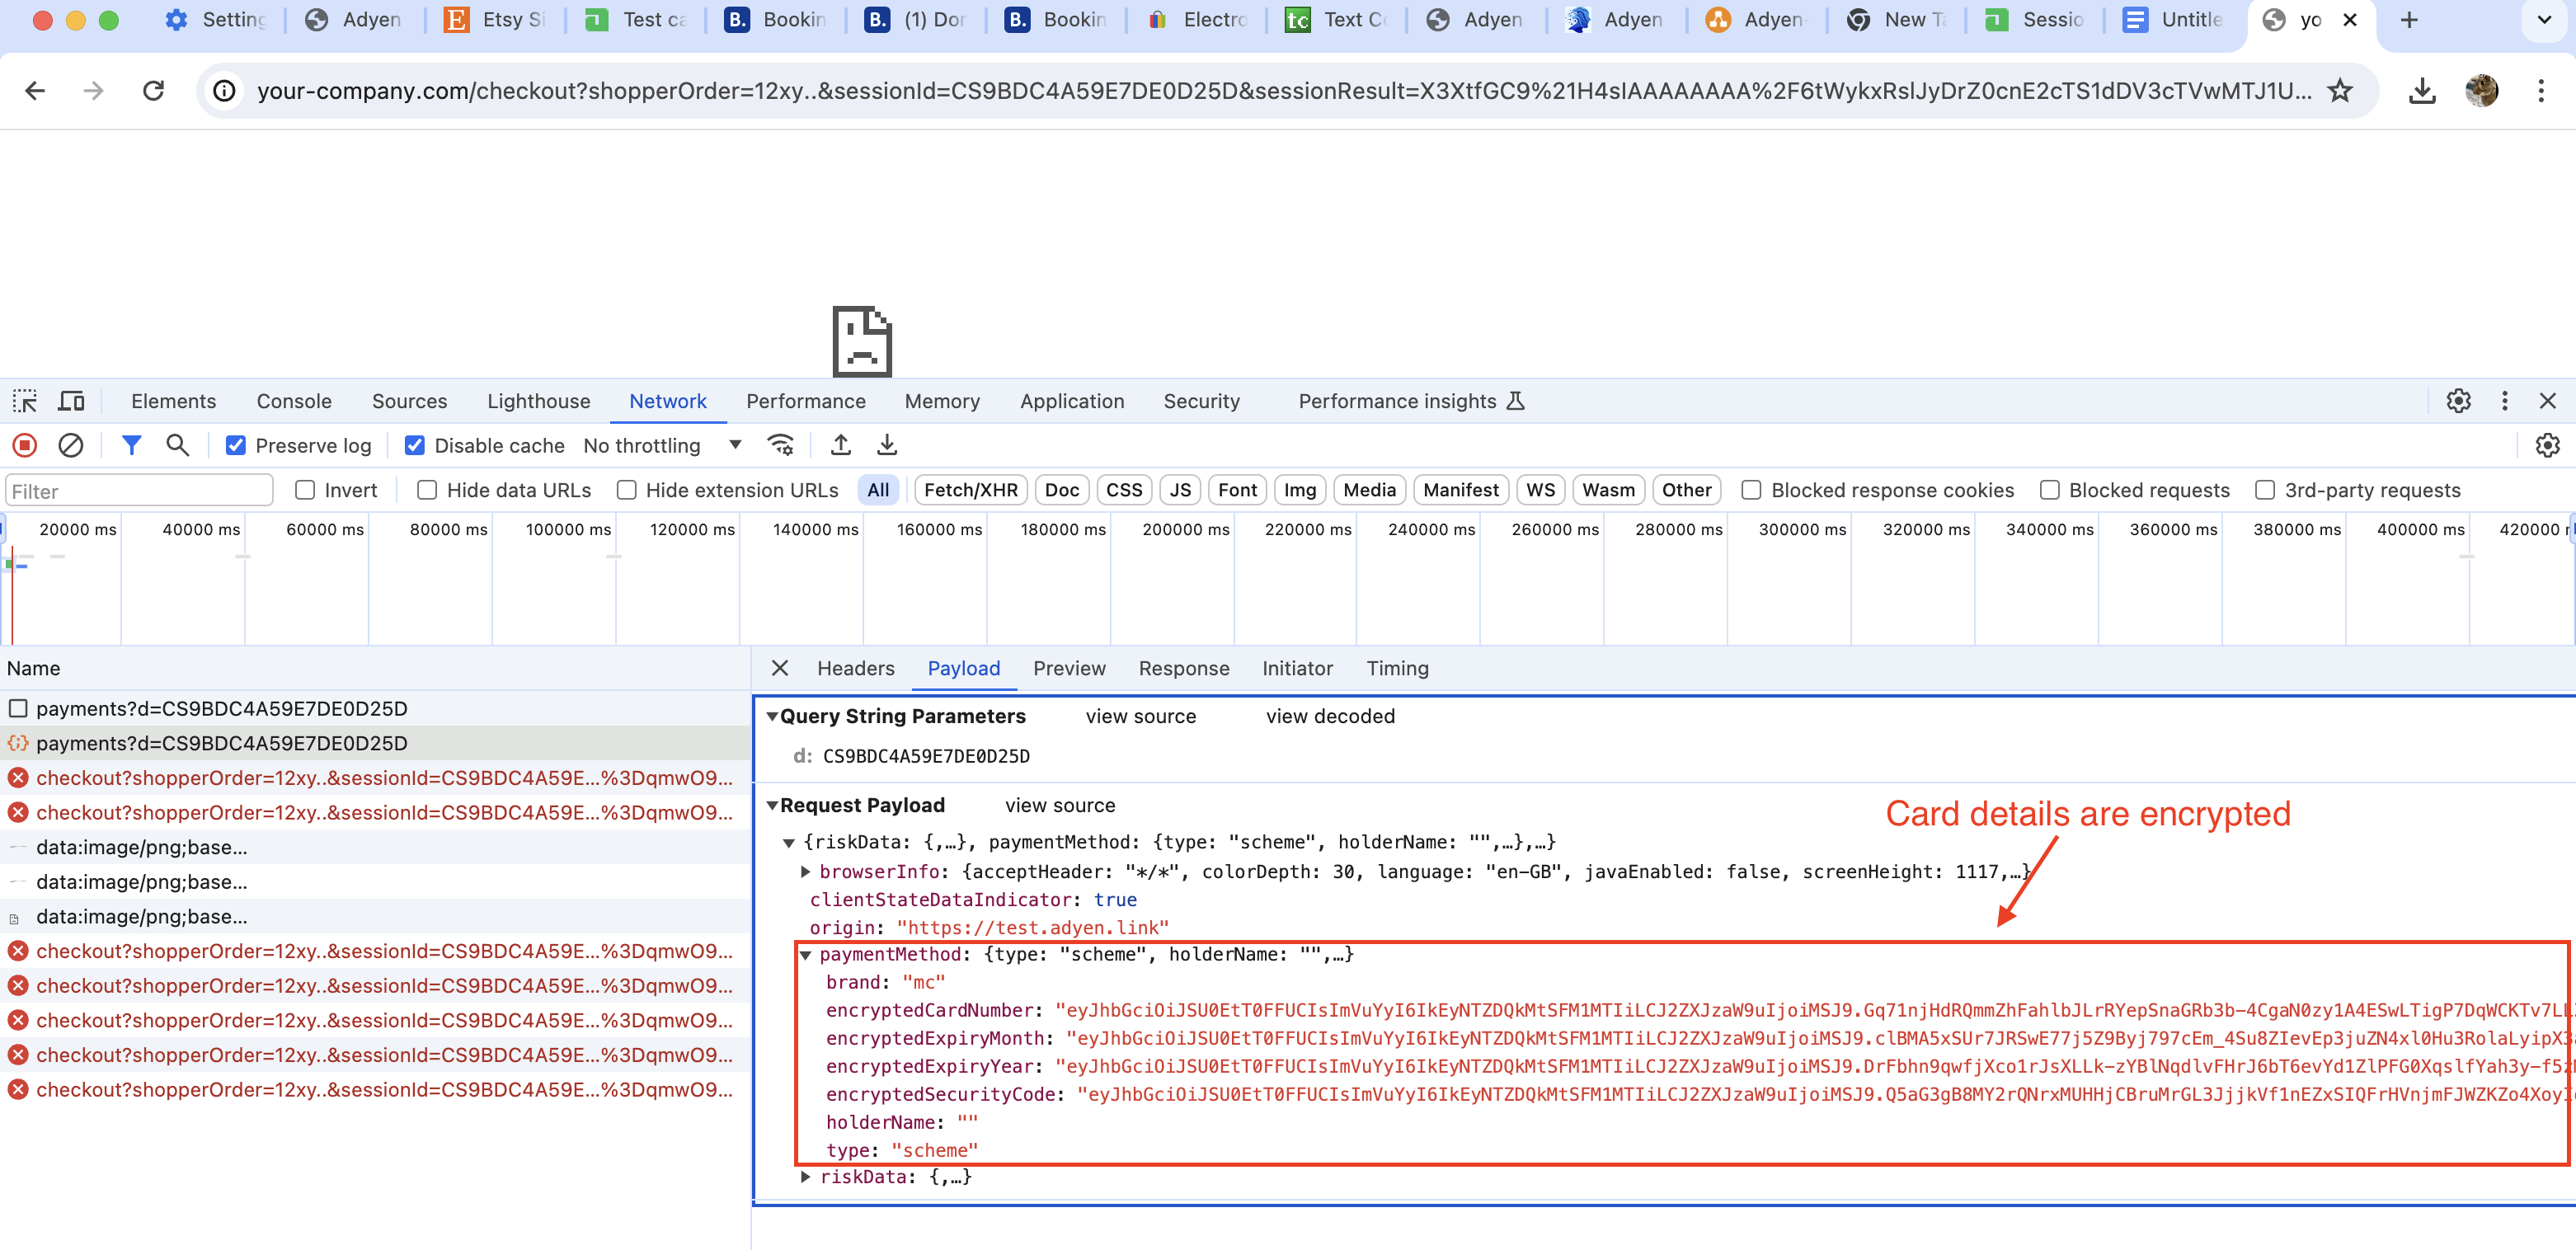 Setting Adyen Etsy Si Test ca Bookin (1) Dor Bookin Electro Text Co Adyen Adyen Adyen- New Ta Sessio Untitle yo
your-company.com/checkout?shopperOrder=12xy..&sessionId=CS9BDC4A59E7DE0D25D&sessionResult=X3XtfGC9%21H4sIAAAAAAAA%2F6tWykxRslJyDrZ0cnE2cTS1dDV3cTVwMTJ1U...
Elements Console Sources Lighthouse Network Performance Memory Application Security Performance insights
Preserve log Disable cache No throttling
Filter Invert Hide data URLs Hide extension URLs All Fetch/XHR Doc CSS JS Font Img Media Manifest WS Wasm Other Blocked response cookies Blocked requests 3rd-party requests
20000 ms 40000 ms 60000 ms 80000 ms 100000 ms 120000 ms 140000 ms 160000 ms 180000 ms 200000 ms 220000 ms 240000 ms 260000 ms 280000 ms 300000 ms 320000 ms 340000 ms 360000 ms 380000 ms 400000 ms 420000
Name
payments?d=CS9BDC4A59E7DE0D25D
payments?d=CS9BDC4A59E7DE0D25D
checkout?shopperOrder=12xy..&sessionId=CS9BDC4A59E...%3DqmwO9...
checkout?shopperOrder=12xy..&sessionId=CS9BDC4A59E...%3DqmwO9...
data:image/png;base...
data:image/png;base...
data:image/png;base...
checkout?shopperOrder=12xy..&sessionId=CS9BDC4A59E...%3DqmwO9...
checkout?shopperOrder=12xy..&sessionId=CS9BDC4A59E...%3DqmwO9...
checkout?shopperOrder=12xy..&sessionId=CS9BDC4A59E...%3DqmwO9...
checkout?shopperOrder=12xy..&sessionId=CS9BDC4A59E...%3DqmwO9...
checkout?shopperOrder=12xy..&sessionId=CS9BDC4A59E...%3DqmwO9...
Headers Payload Preview Response Initiator Timing
Query String Parameters view source view decoded
d: CS9BDC4A59E7DE0D25D
Request Payload view source
Card details are encrypted
{riskData: {,…}, paymentMethod: {type: "scheme", holderName: "",…},…}
browserInfo: {acceptHeader: "*/*", colorDepth: 30, language: "en-GB", javaEnabled: false, screenHeight: 1117,…}
clientStateDataIndicator: true
origin: "https://test.adyen.link"
paymentMethod: {type: "scheme", holderName: "",…}
brand: "mc"
encryptedCardNumber: "eyJhbGciOiJSU0EtT0FFUCIsImVuYyI6IkEyNTZDQkMtSFM1MTIiLCJ2ZXJzaW9uIjoiMSJ9.Gq71njHdRQmmZhFahlbJLrRYepSnaGRb3b-4CgaN0zy1A4ESwLTigP7DqWCKTv7LL
encryptedExpiryMonth: "eyJhbGciOiJSU0EtT0FFUCIsImVuYyI6IkEyNTZDQkMtSFM1MTIiLCJ2ZXJzaW9uIjoiMSJ9.clBMA5xSUr7JRSwE77j5Z9Byj797cEm_4Su8ZIevEp3juZN4xl0Hu3RolaLyipX3
encryptedExpiryYear: "eyJhbGciOiJSU0EtT0FFUCIsImVuYyI6IkEyNTZDQkMtSFM1MTIiLCJ2ZXJzaW9uIjoiMSJ9.DrFbhn9qwfjXco1rJsXLLk-zYBlNqdlvFHrJ6bT6evYd1ZlPFG0XqslfYah3y-f5z
encryptedSecurityCode: "eyJhbGciOiJSU0EtT0FFUCIsImVuYyI6IkEyNTZDQkMtSFM1MTIiLCJ2ZXJzaW9uIjoiMSJ9.Q5aG3gB8MY2rQNrxMUHHjCBruMrGL3JjjkVf1nEZxSIQFrHVnjmFJWZKZo4Xoy
holderName: ""
type: "scheme"
riskData: {,…}